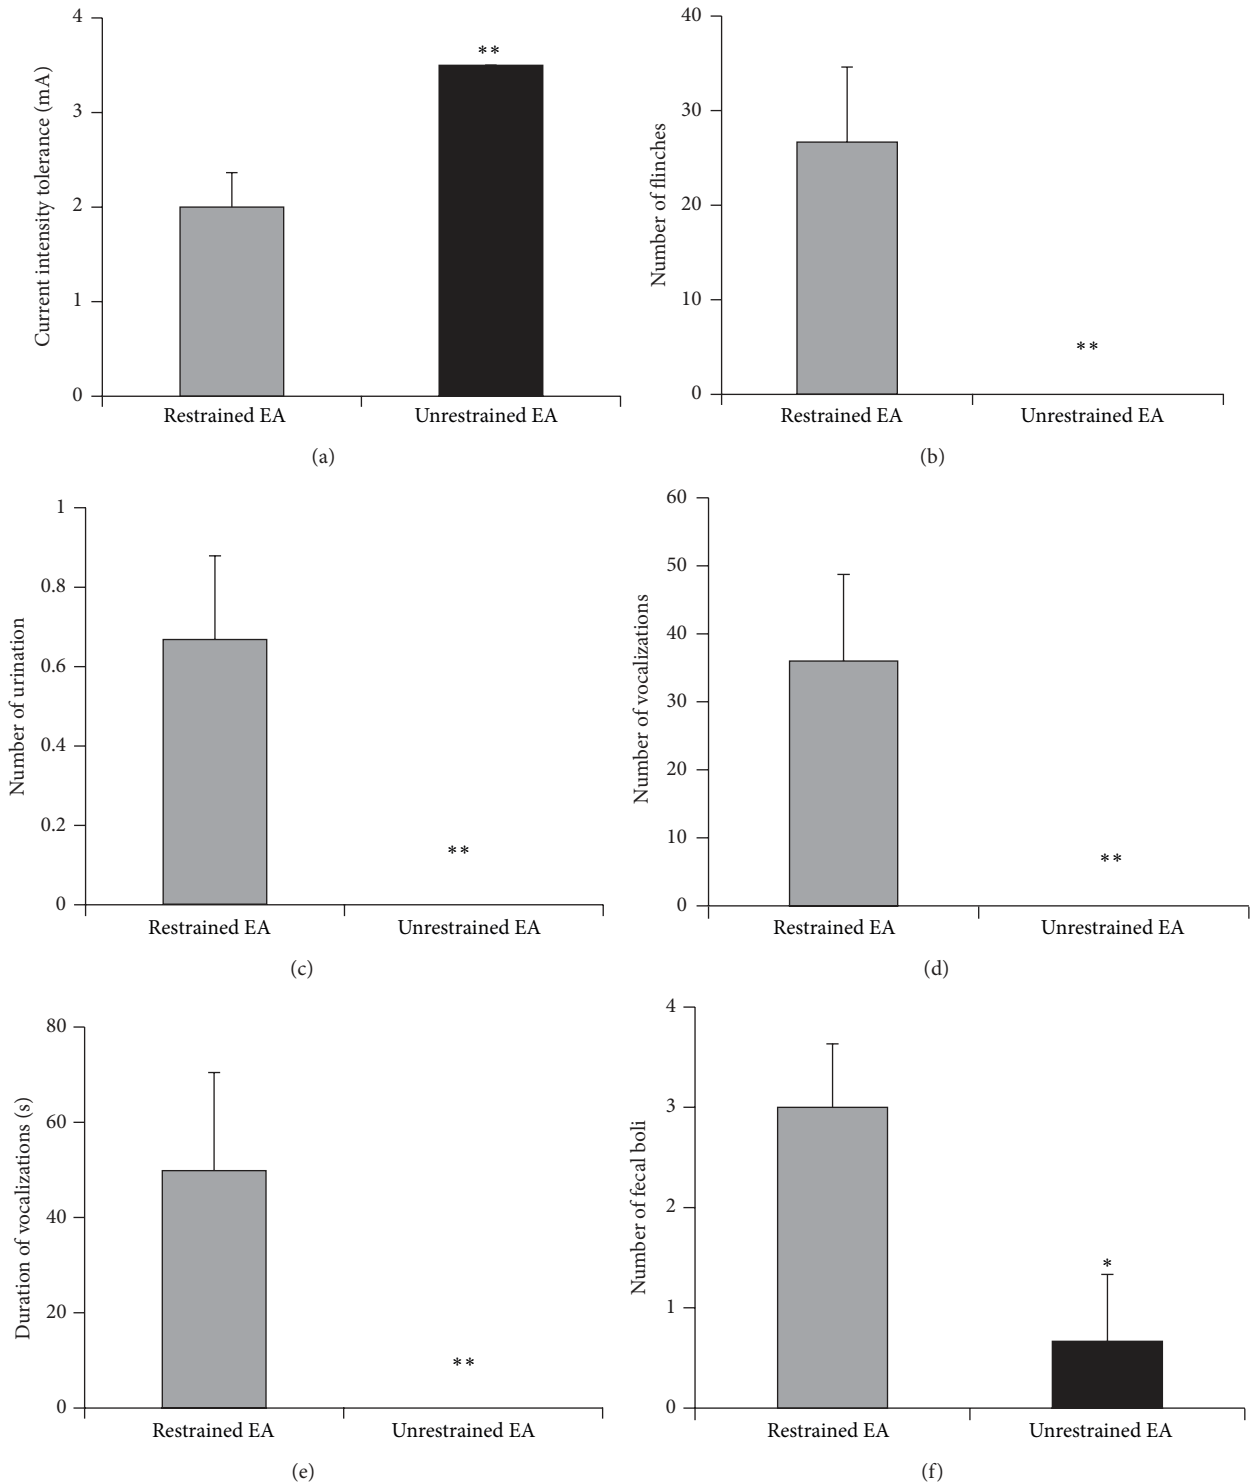 Current intensity tolerance (mA)
4
3
2
1
0
**
Restrained EA
Unrestrained EA
(a)
Number of flinches
40
30
20
10
0
**
Restrained EA
Unrestrained EA
(b)
Number of urination
1
0.8
0.6
0.4
0.2
0
**
Restrained EA
Unrestrained EA
(c)
Number of vocalizations
60
50
40
30
20
10
0
**
Restrained EA
Unrestrained EA
(d)
Duration of vocalizations (s)
80
60
40
20
0
**
Restrained EA
Unrestrained EA
(e)
Number of fecal boli
4
3
2
1
0
*
Restrained EA
Unrestrained EA
(f)